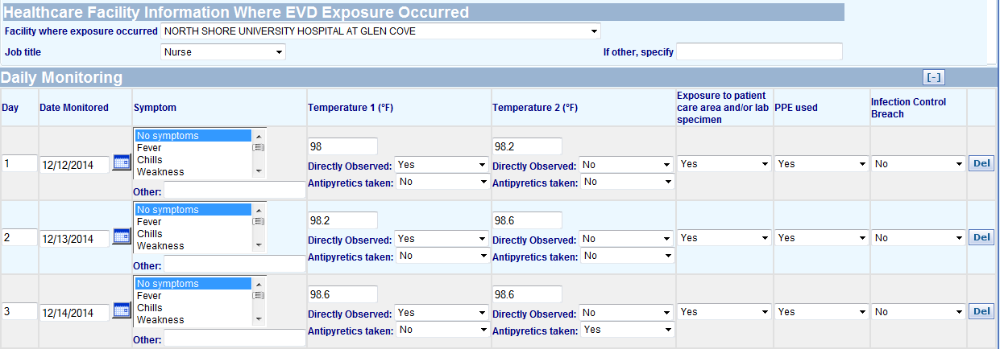 Healthcare Facility Information Where EVD Exposure Occurred
Facility where exposure occurred NORTH SHORE UNIVERSITY HOSPITAL AT GLEN COVE
Job title Nurse If other, specify
Daily Monitoring [-]
Day Date Monitored Symptom Temperature 1 (°F) Temperature 2 (°F) Exposure to patient care area and/or lab specimen PPE used Infection Control Breach
No symptoms
Fever 98 98.2
Chills
1 12/12/2014 Directly Observed: Yes Directly Observed: No Yes Yes No Del
Weakness
Antipyretics taken: No Antipyretics taken: No
Other:
No symptoms
Fever 98.2 98.6
Chills
2 12/13/2014 Directly Observed: Yes Directly Observed: No Yes Yes No Del
Weakness
Antipyretics taken: No Antipyretics taken: No
Other:
No symptoms
Fever 98.6 98.6
Chills
3 12/14/2014 Directly Observed: Yes Directly Observed: No Yes Yes No Del
Weakness
Antipyretics taken: No Antipyretics taken: Yes
Other: